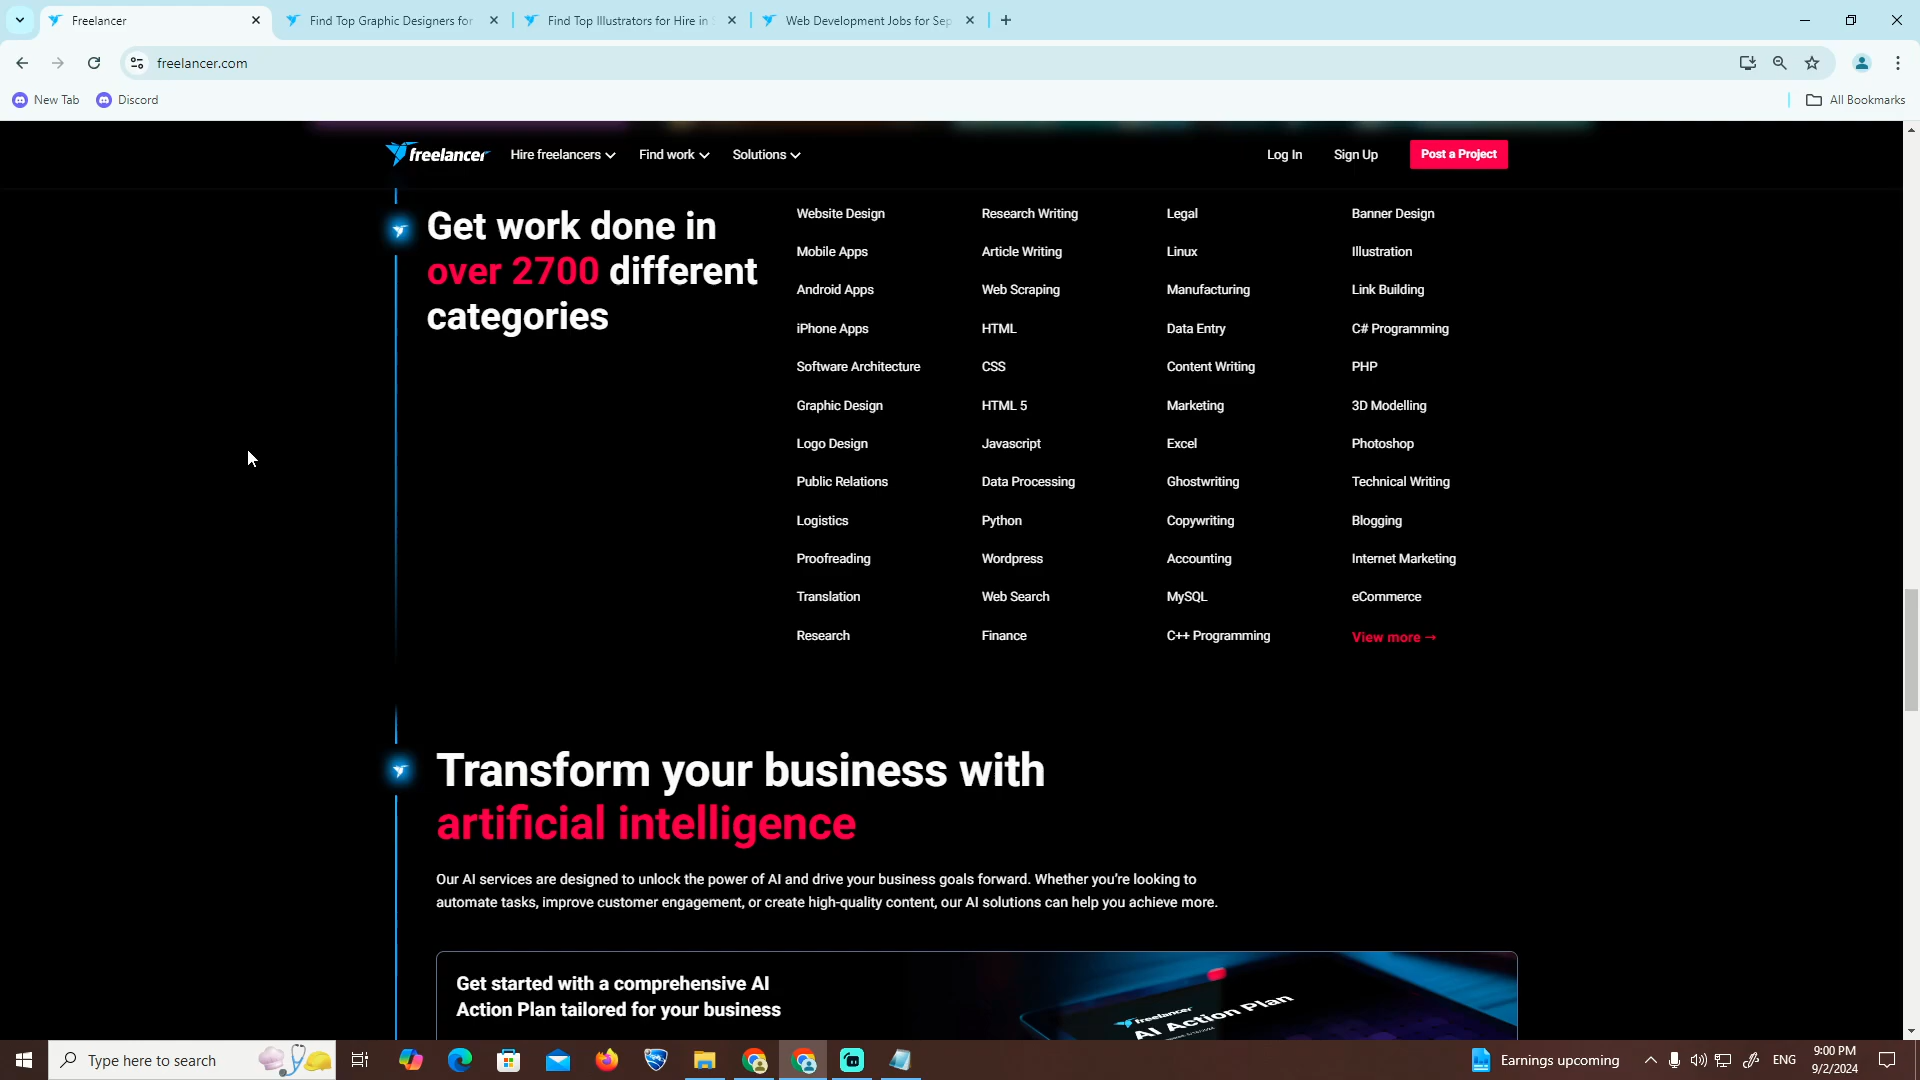 Freelancer
Find Top Graphic Designers for
Find Top Illustrators for Hire in
Web Development Jobs for Sep
freelancer.com
New Tab
Discord
All Bookmarks
freelancer
Hire freelancers
Find work
Solutions
Log In
Sign Up
Post a Project
Get work done in
over 2700 different
categories
Website Design
Research Writing
Legal
Banner Design
Mobile Apps
Article Writing
Linux
Illustration
Android Apps
Web Scraping
Manufacturing
Link Building
iPhone Apps
HTML
Data Entry
C# Programming
Software Architecture
CSS
Content Writing
PHP
Graphic Design
HTML 5
Marketing
3D Modelling
Logo Design
Javascript
Excel
Photoshop
Public Relations
Data Processing
Ghostwriting
Technical Writing
Logistics
Python
Copywriting
Blogging
Proofreading
Wordpress
Accounting
Internet Marketing
Translation
Web Search
MySQL
eCommerce
Research
Finance
C++ Programming
View more →
Transform your business with
artificial intelligence
Our AI services are designed to unlock the power of AI and drive your business goals forward. Whether you're looking to
automate tasks, improve customer engagement, or create high-quality content, our AI solutions can help you achieve more.
Get started with a comprehensive AI
Action Plan tailored for your business
freelancer
AI Action Plan
Type here to search
Earnings upcoming
ENG
9:00 PM
9/2/2024